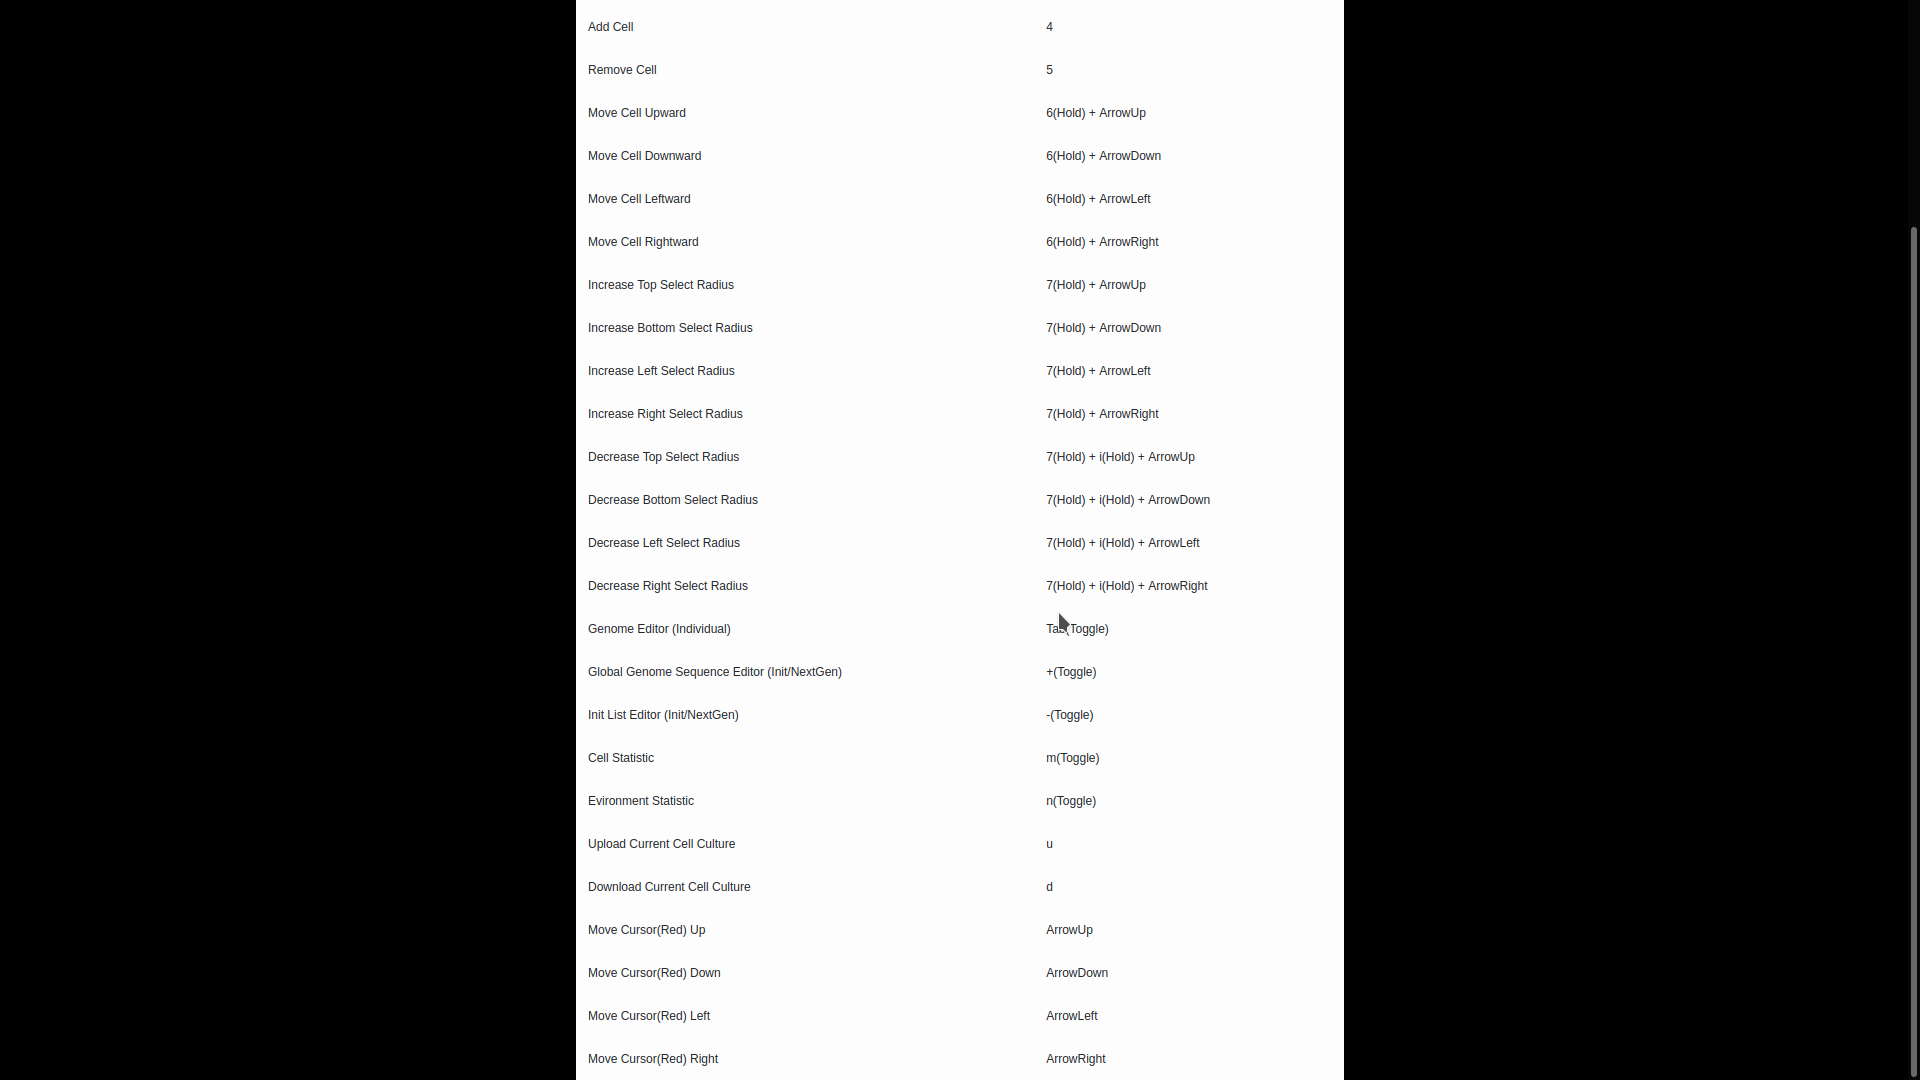 Add Cell 4
Remove Cell 5
Move Cell Upward 6(Hold) + ArrowUp
Move Cell Downward 6(Hold) + ArrowDown
Move Cell Leftward 6(Hold) + ArrowLeft
Move Cell Rightward 6(Hold) + ArrowRight
Increase Top Select Radius 7(Hold) + ArrowUp
Increase Bottom Select Radius 7(Hold) + ArrowDown
Increase Left Select Radius 7(Hold) + ArrowLeft
Increase Right Select Radius 7(Hold) + ArrowRight
Decrease Top Select Radius 7(Hold) + i(Hold) + ArrowUp
Decrease Bottom Select Radius 7(Hold) + i(Hold) + ArrowDown
Decrease Left Select Radius 7(Hold) + i(Hold) + ArrowLeft
Decrease Right Select Radius 7(Hold) + i(Hold) + ArrowRight
Genome Editor (Individual) Tab(Toggle)
Global Genome Sequence Editor (Init/NextGen) +(Toggle)
Init List Editor (Init/NextGen) -(Toggle)
Cell Statistic m(Toggle)
Evironment Statistic n(Toggle)
Upload Current Cell Culture u
Download Current Cell Culture d
Move Cursor(Red) Up ArrowUp
Move Cursor(Red) Down ArrowDown
Move Cursor(Red) Left ArrowLeft
Move Cursor(Red) Right ArrowRight